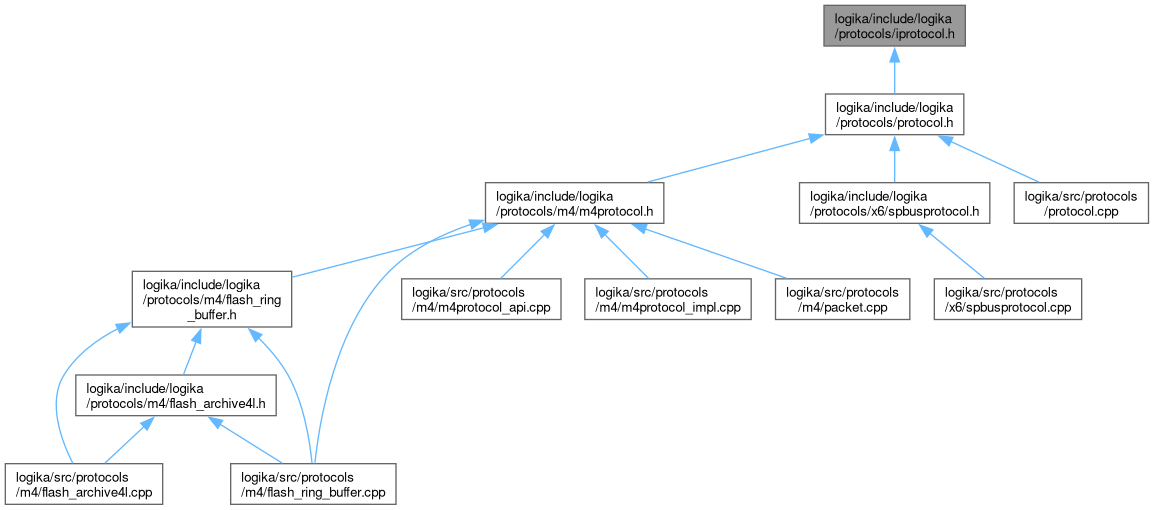 logika/include/logika
/protocols/iprotocol.h
logika/include/logika
/protocols/protocol.h
logika/include/logika
/protocols/m4/m4protocol.h
logika/include/logika
/protocols/x6/spbusprotocol.h
logika/src/protocols
/protocol.cpp
logika/include/logika
/protocols/m4/flash_ring
_buffer.h
logika/src/protocols
/m4/m4protocol_api.cpp
logika/src/protocols
/m4/m4protocol_impl.cpp
logika/src/protocols
/m4/packet.cpp
logika/src/protocols
/x6/spbusprotocol.cpp
logika/include/logika
/protocols/m4/flash_archive4l.h
logika/src/protocols
/m4/flash_archive4l.cpp
logika/src/protocols
/m4/flash_ring_buffer.cpp